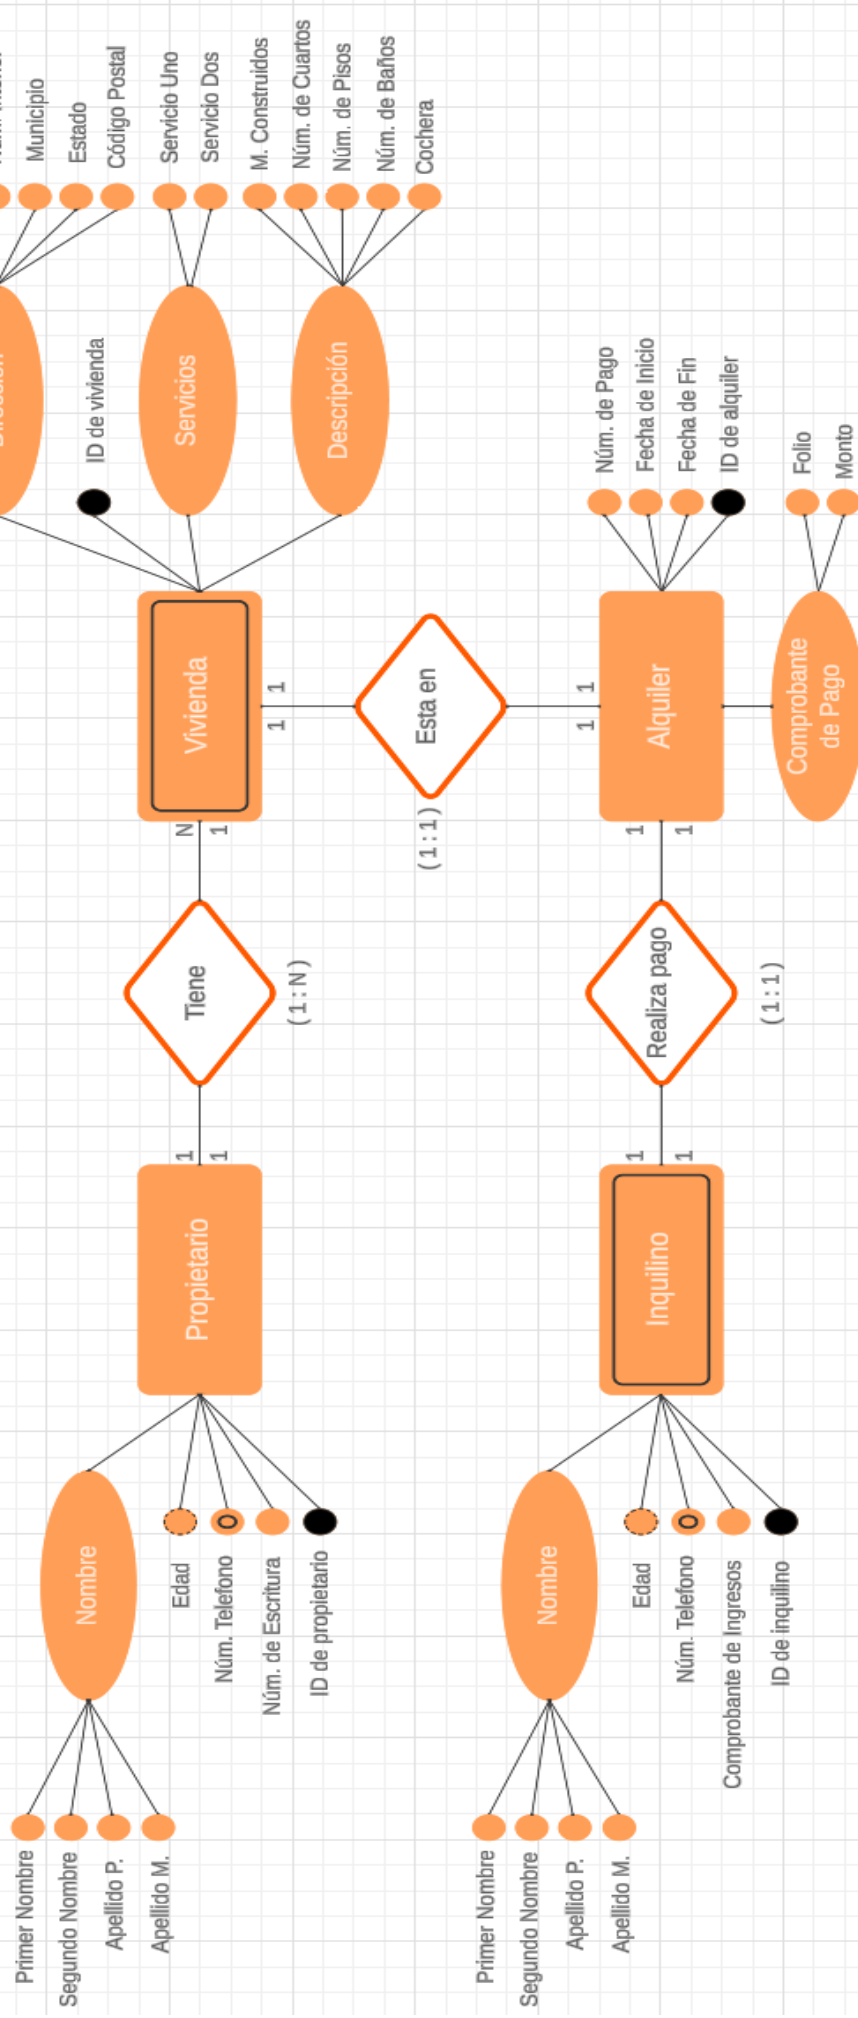 Municipio
Estado
Código Postal
Servicio Uno
Servicio Dos
M. Construidos
Núm. de Cuartos
Núm. de Pisos
Núm. de Baños
Cochera
ID de vivienda
Servicios
Descripción
Vivienda
N
1
1
1
Esta en
( 1 : 1 )
1
1
Tiene
( 1 : N )
1
1
Propietario
Nombre
Edad
Núm. Telefono
O
Núm. de Escritura
ID de propietario
Primer Nombre
Segundo Nombre
Apellido P.
Apellido M.
Núm. de Pago
Fecha de Inicio
Fecha de Fin
ID de alquiler
Alquiler
Folio
Monto
Comprobante
de Pago
1
1
Realiza pago
( 1 : 1 )
1
1
Inquilino
Nombre
Edad
Núm. Telefono
O
Comprobante de Ingresos
ID de inquilino
Primer Nombre
Segundo Nombre
Apellido P.
Apellido M.